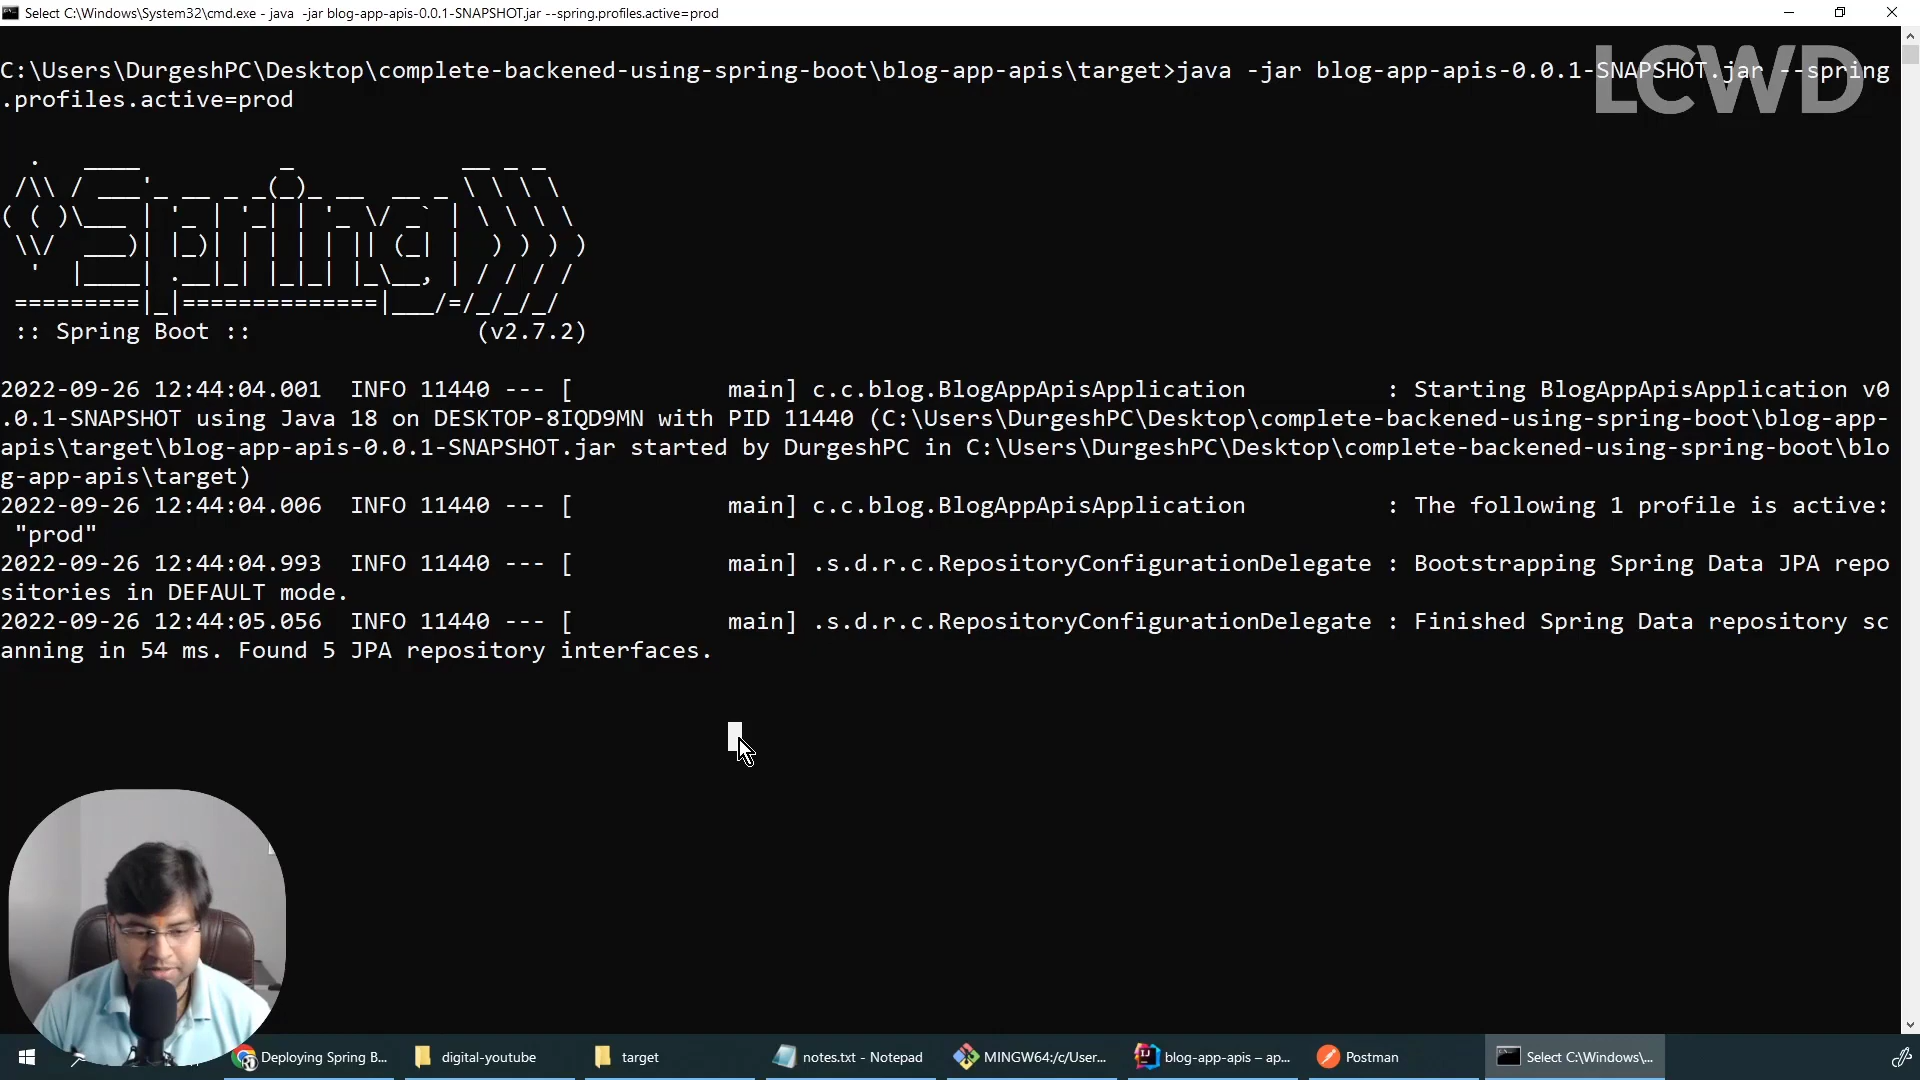 Select C:\Windows\System32\cmd.exe - java  -jar blog-app-apis-0.0.1-SNAPSHOT.jar --spring.profiles.active=prod
LCWD
C:\Users\DurgeshPC\Desktop\complete-backened-using-spring-boot\blog-app-apis\target>java -jar blog-app-apis-0.0.1-SNAPSHOT.jar --spring
.profiles.active=prod
:: Spring Boot ::                (v2.7.2)
2022-09-26 12:44:04.001  INFO 11440 --- [           main] c.c.blog.BlogAppApisApplication          : Starting BlogAppApisApplication v0
.0.1-SNAPSHOT using Java 18 on DESKTOP-8IQD9MN with PID 11440 (C:\Users\DurgeshPC\Desktop\complete-backened-using-spring-boot\blog-app-
apis\target\blog-app-apis-0.0.1-SNAPSHOT.jar started by DurgeshPC in C:\Users\DurgeshPC\Desktop\complete-backened-using-spring-boot\blo
g-app-apis\target)
2022-09-26 12:44:04.006  INFO 11440 --- [           main] c.c.blog.BlogAppApisApplication          : The following 1 profile is active:
"prod"
2022-09-26 12:44:04.993  INFO 11440 --- [           main] .s.d.r.c.RepositoryConfigurationDelegate : Bootstrapping Spring Data JPA repo
sitories in DEFAULT mode.
2022-09-26 12:44:05.056  INFO 11440 --- [           main] .s.d.r.c.RepositoryConfigurationDelegate : Finished Spring Data repository sc
anning in 54 ms. Found 5 JPA repository interfaces.
Deploying Spring B...
digital-youtube
target
notes.txt - Notepad
MINGW64:/c/User...
blog-app-apis – ap...
Postman
Select C:\Windows\...